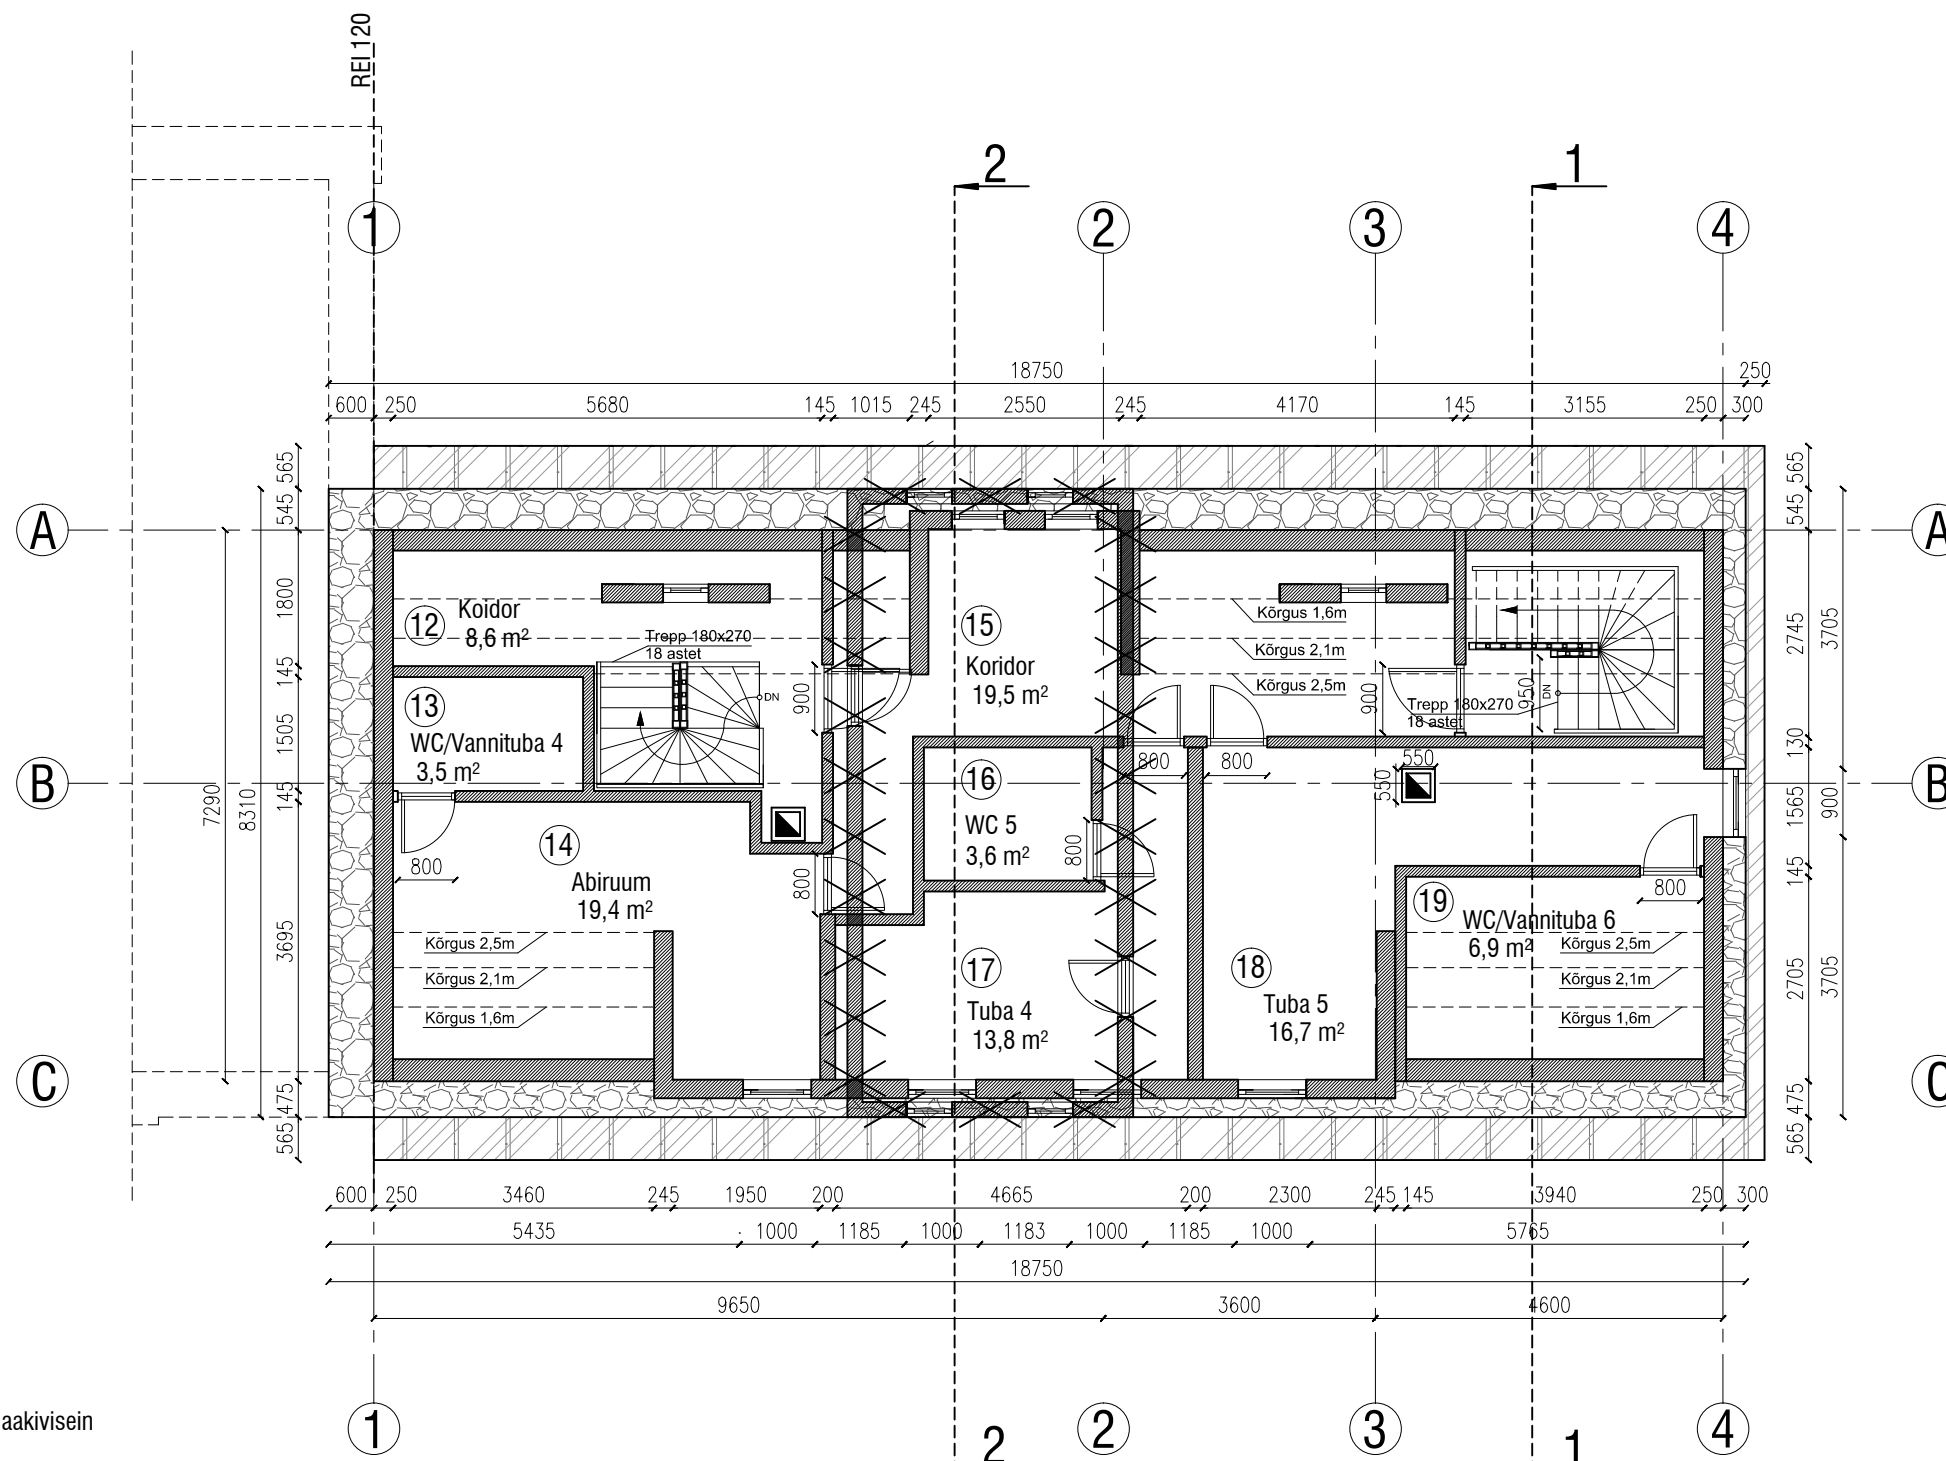 REI 120
2
1
1
2
3
4
18750
250
600
250
5680
145
1015
245
2550
245
4170
145
3155
250
300
565
545
1800
145
1505
145
3695
475
565
7290
8310
565
545
2745
130
1565
145
2705
475
565
3705
900
3705
A
A
B
B
C
C
12
Koidor
8,6 m²
Trepp 180x270
18 astet
DN
13
WC/Vannituba 4
3,5 m²
14
Abiruum
19,4 m²
800
900
800
Kõrgus 2,5m
Kõrgus 2,1m
Kõrgus 1,6m
15
Koridor
19,5 m²
16
WC 5
3,6 m²
800
17
Tuba 4
13,8 m²
Kõrgus 1,6m
Kõrgus 2,1m
Kõrgus 2,5m
900
950
DN
Trepp 180x270
18 astet
800
800
550
550
18
Tuba 5
16,7 m²
19
WC/Vannituba 6
6,9 m²
800
Kõrgus 2,5m
Kõrgus 2,1m
Kõrgus 1,6m
600
250
3460
245
1950
200
4665
200
2300
245
145
3940
250
300
5435
1000
1185
1000
1183
1000
1185
1000
5765
18750
9650
3600
4600
aakivisein
1
2
2
3
1
4